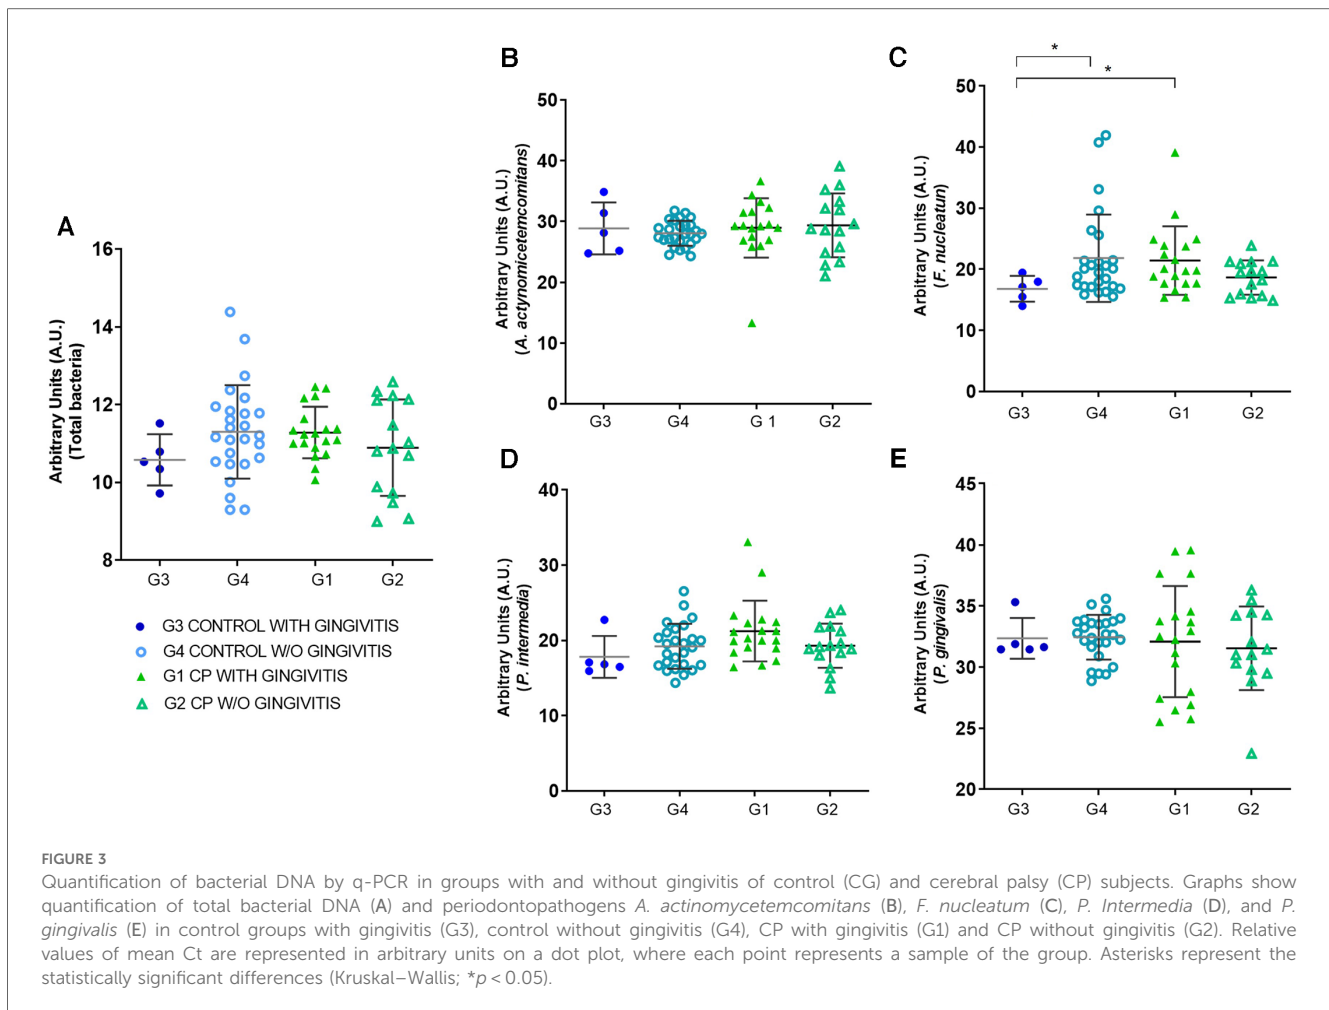 A
Arbitrary Units (A.U.)
(Total bacteria)
16
14
12
10
8
G3 G4 G1 G2
G3 CONTROL WITH GINGIVITIS
G4 CONTROL W/O GINGIVITIS
G1 CP WITH GINGIVITIS
G2 CP W/O GINGIVITIS
B
Arbitrary Units (A.U.)
(A. actynomicetemcomitans)
50
40
30
20
10
0
G3 G4 G 1 G2
C
* 
*
Arbitrary Units (A.U.)
(F. nucleatun)
50
40
30
20
10
0
G3 G4 G1 G2
D
Arbitrary Units (A.U.)
(P. intermedia)
40
30
20
10
0
G3 G4 G1 G2
E
Arbitrary Units (A.U.)
(P. gingivalis)
45
40
35
30
25
20
G3 G4 G1 G2
FIGURE 3
Quantification of bacterial DNA by q-PCR in groups with and without gingivitis of control (CG) and cerebral palsy (CP) subjects. Graphs show
quantification of total bacterial DNA (A) and periodontopathogens A. actinomycetemcomitans (B), F. nucleatum (C), P. Intermedia (D), and P.
gingivalis (E) in control groups with gingivitis (G3), control without gingivitis (G4), CP with gingivitis (G1) and CP without gingivitis (G2). Relative
values of mean Ct are represented in arbitrary units on a dot plot, where each point represents a sample of the group. Asterisks represent the
statistically significant differences (Kruskal–Wallis; *p < 0.05).